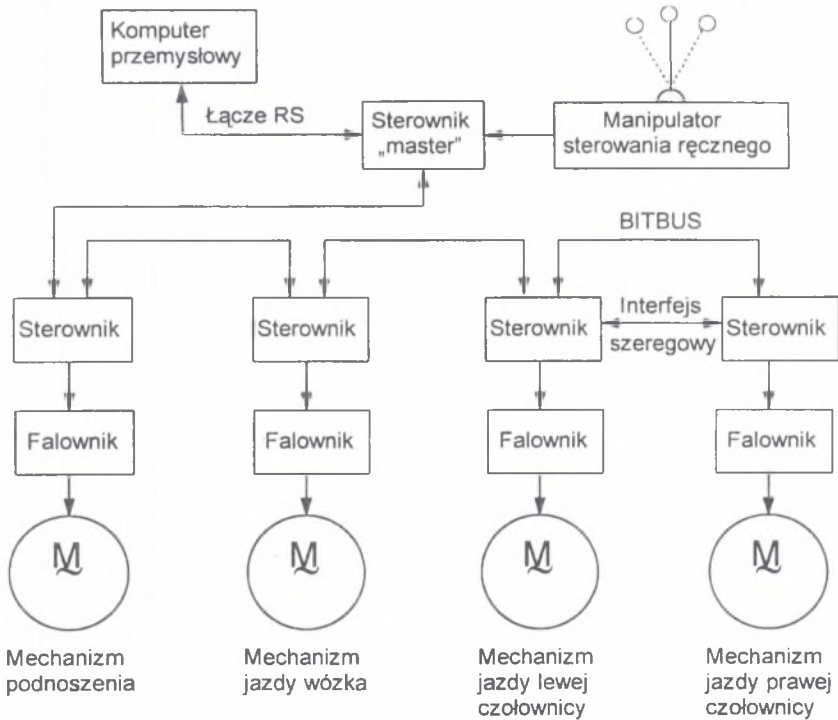 Komputer
przemysłowy
Łącze RS
Sterownik
„master”
Manipulator
sterowania ręcznego
BITBUS
Sterownik
Sterownik
Sterownik
Interfejs
szeregowy
Sterownik
Falownik
Falownik
Falownik
Falownik
M
M
M
M
Mechanizm
podnoszenia
Mechanizm
jazdy wózka
Mechanizm
jazdy lewej
czołownicy
Mechanizm
jazdy prawej
czołownicy